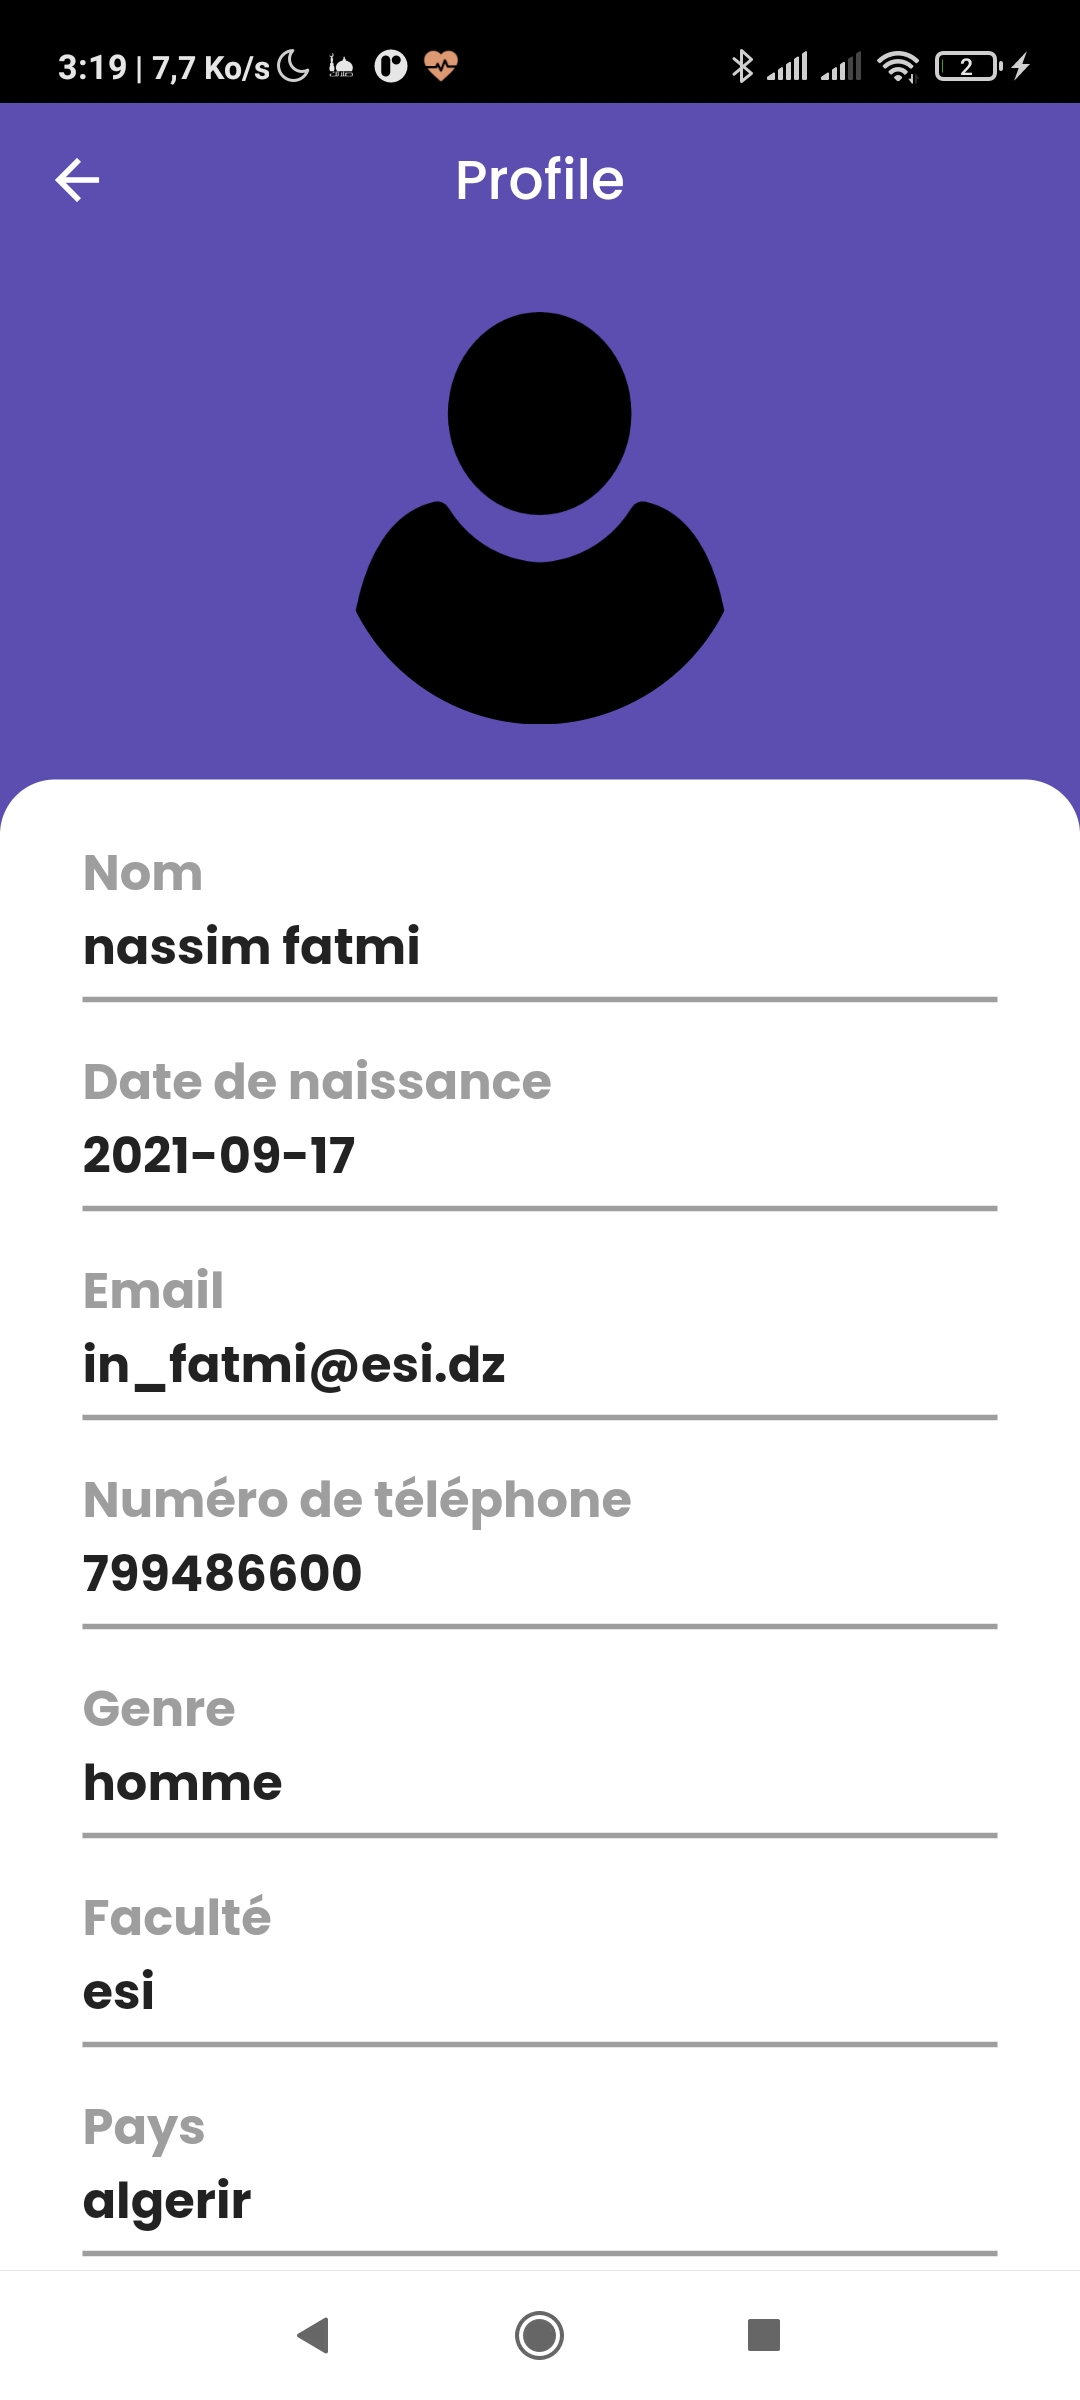 3:19 | 7,7 Ko/s 2
Profile
Nom
nassim fatmi
Date de naissance
2021-09-17
Email
in_fatmi@esi.dz
Numéro de téléphone
799486600
Genre
homme
Faculté
esi
Pays
algerir